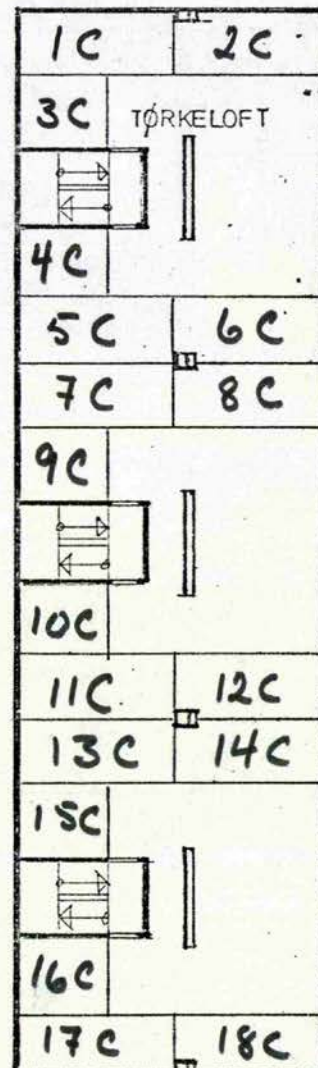 1C 2C
3C TØRKELOFT
4C
5C 6C
7C 8C
9C
10C
11C 12C
13C 14C
15C
16C
17C 18C